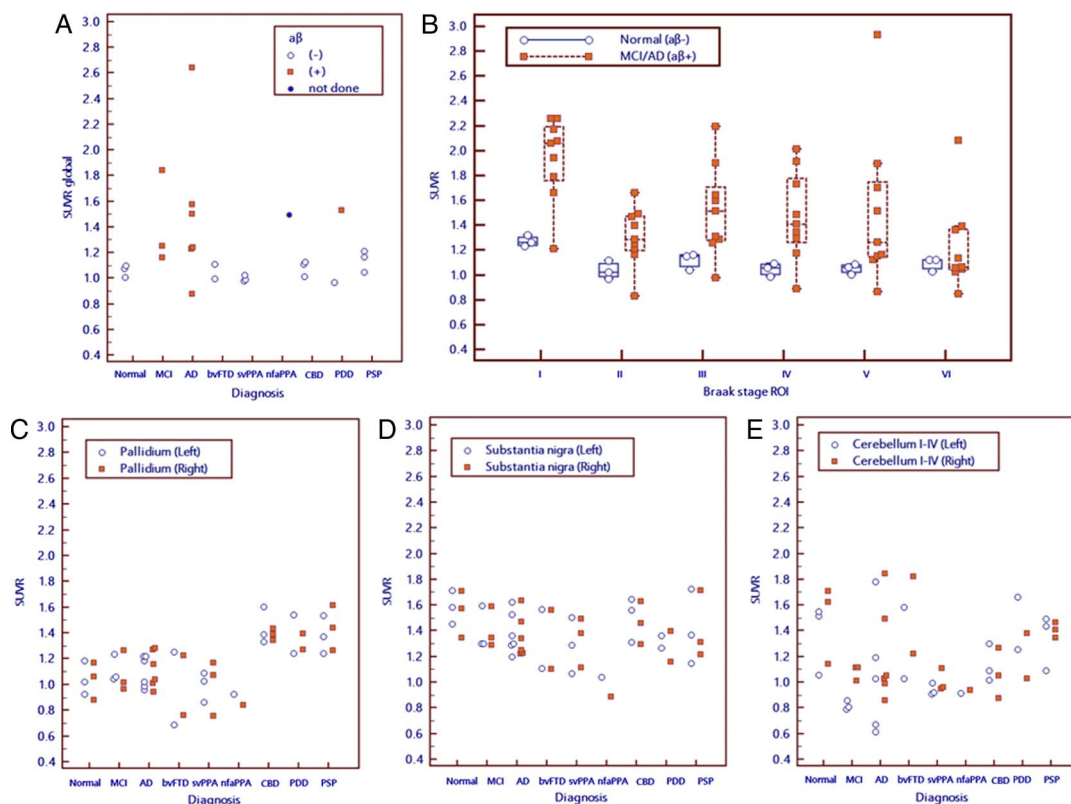 A
3.0
2.8
2.6
2.4
2.2
2.0
1.8
1.6
1.4
1.2
1.0
0.8
0.6
0.4
SUVR global
aβ
(-)
(+)
not done
Normal MCI AD bvFTD svPPA nfaPPA CBD PDD PSP
Diagnosis
B
3.0
2.8
2.6
2.4
2.2
2.0
1.8
1.6
1.4
1.2
1.0
0.8
0.6
0.4
SUVR
Normal (aβ-)
MCI/AD (aβ+)
I II III IV V VI
Braak stage ROI
C
3.0
2.8
2.6
2.4
2.2
2.0
1.8
1.6
1.4
1.2
1.0
0.8
0.6
0.4
SUVR
Pallidium (Left)
Pallidium (Right)
Normal MCI AD bvFTD svPPA nfaPPA CBD PDD PSP
Diagnosis
D
3.0
2.8
2.6
2.4
2.2
2.0
1.8
1.6
1.4
1.2
1.0
0.8
0.6
0.4
SUVR
Substantia nigra (Left)
Substantia nigra (Right)
Normal MCI AD bvFTD svPPA nfaPPA CBD PDD PSP
Diagnosis
E
3.0
2.8
2.6
2.4
2.2
2.0
1.8
1.6
1.4
1.2
1.0
0.8
0.6
0.4
SUVR
Cerebellum I-IV (Left)
Cerebellum I-IV (Right)
Normal MCI AD bvFTD svPPA nfaPPA CBD PDD PSP
Diagnosis